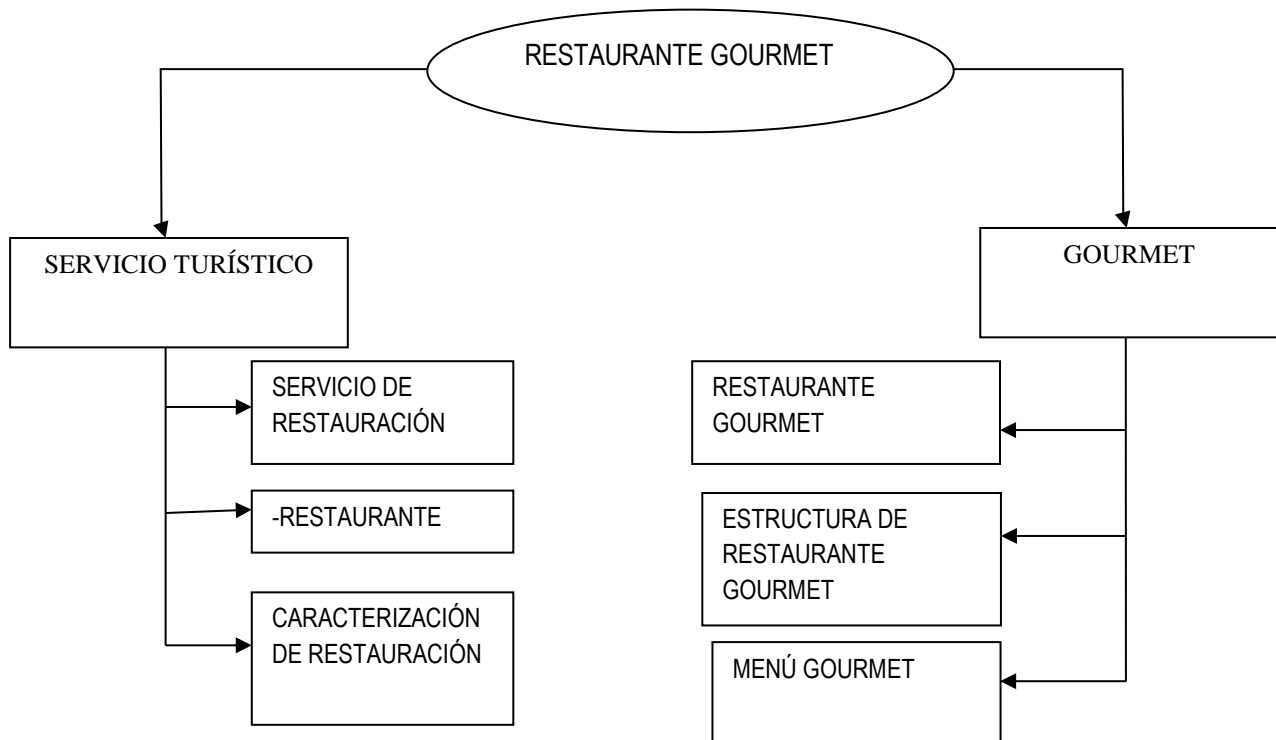 RESTAURANTE GOURMET
SERVICIO TURÍSTICO
SERVICIO DE
RESTAURACIÓN
-RESTAURANTE
CARACTERIZACIÓN
DE RESTAURACIÓN
GOURMET
RESTAURANTE
GOURMET
ESTRUCTURA DE
RESTAURANTE
GOURMET
MENÚ GOURMET